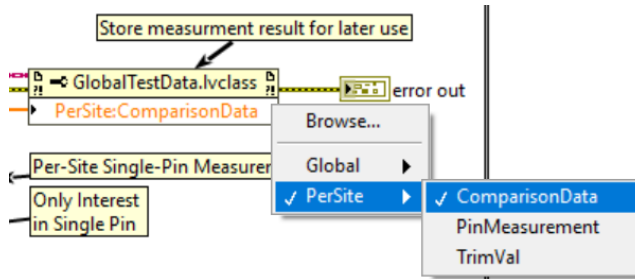 Store measurment result for later use
GlobalTestData.lvclass
error out
PerSite:ComparisonData
Browse...
Per-Site Single-Pin Measurer
Global
Only Interest
in Single Pin
PerSite
ComparisonData
PinMeasurement
TrimVal